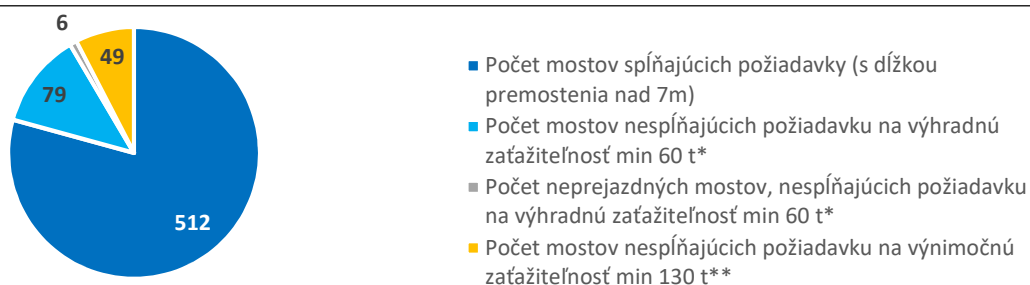 6
49
79
512
Počet mostov spĺňajúcich požiadavky (s dĺžkou
premostenia nad 7m)
Počet mostov nespĺňajúcich požiadavku na výhradnú
zaťažiteľnosť min 60 t*
Počet neprejazdných mostov, nespĺňajúcich požiadavku
na výhradnú zaťažiteľnosť min 60 t*
Počet mostov nespĺňajúcich požiadavku na výnimočnú
zaťažiteľnosť min 130 t**